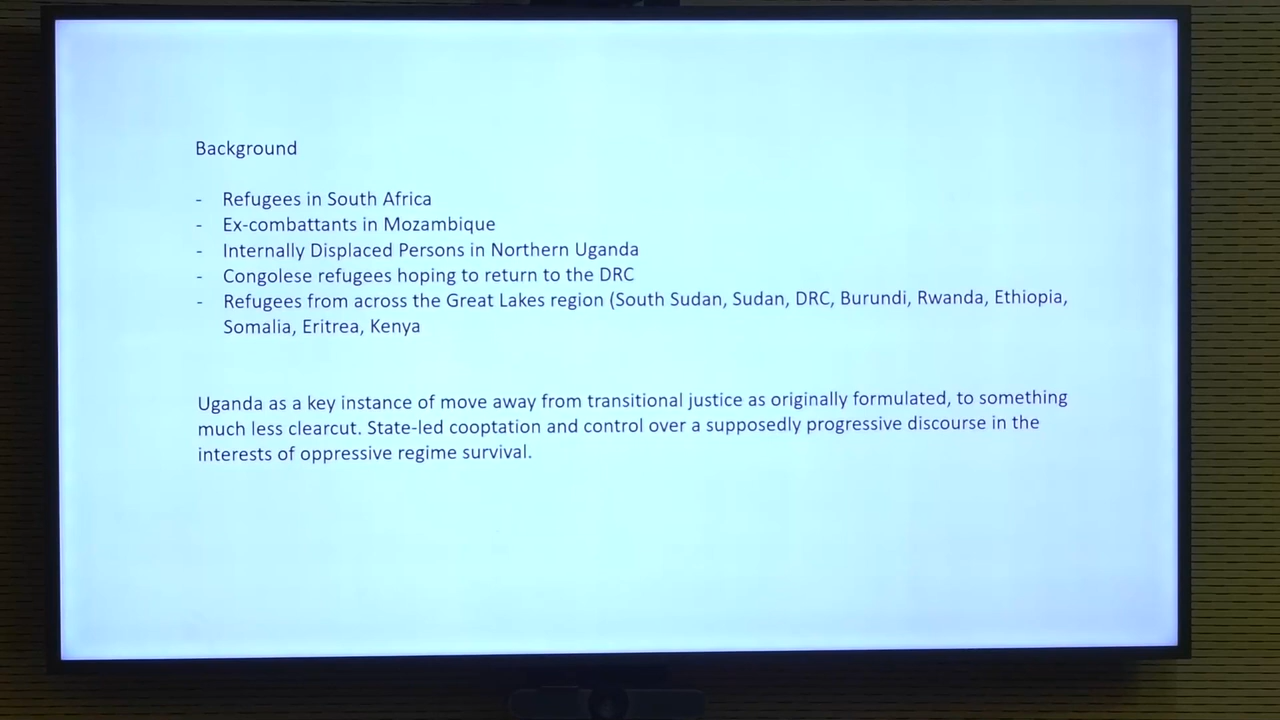 Background
- Refugees in South Africa
- Ex-combattants in Mozambique
- Internally Displaced Persons in Northern Uganda
- Congolese refugees hoping to return to the DRC
- Refugees from across the Great Lakes region (South Sudan, Sudan, DRC, Burundi, Rwanda, Ethiopia,
Somalia, Eritrea, Kenya
Uganda as a key instance of move away from transitional justice as originally formulated, to something
much less clearcut. State-led cooptation and control over a supposedly progressive discourse in the
interests of oppressive regime survival.